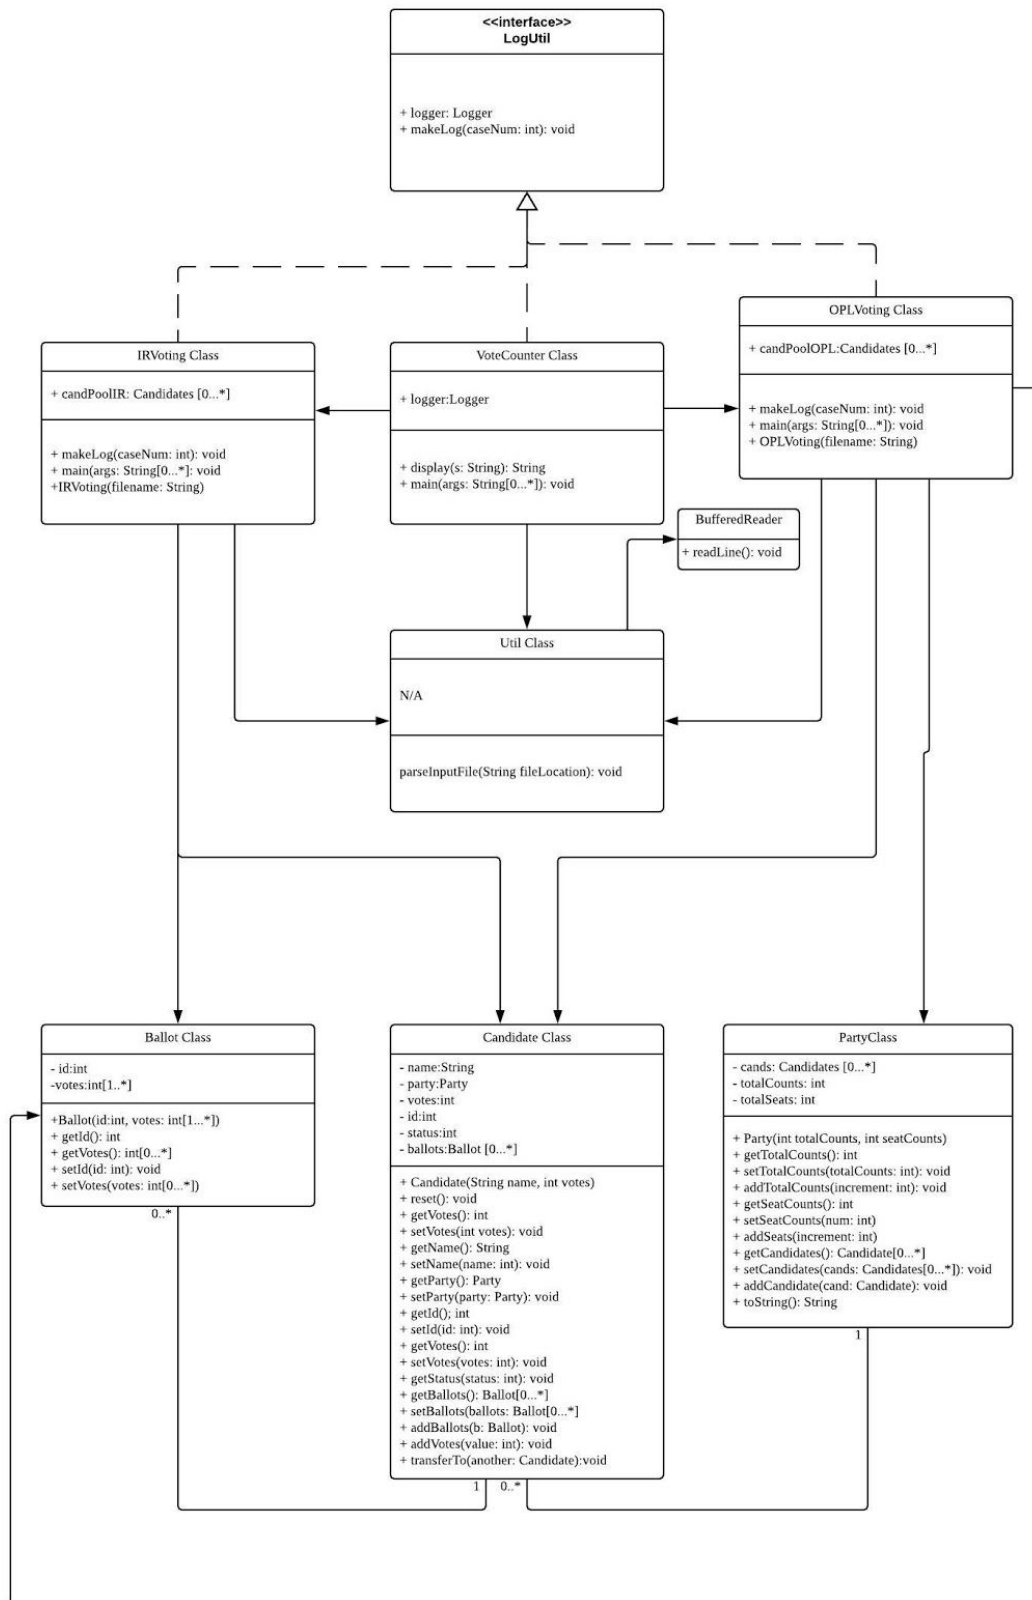 <<interface>>
LogUtil
+ logger: Logger
+ makeLog(caseNum: int): void
IRVoting Class
+ candPoolIR: Candidates [0...*]
+ makeLog(caseNum: int): void
+ main(args: String[0...*]: void
+IRVoting(filename: String)
VoteCounter Class
+ logger:Logger
+ display(s: String): String
+ main(args: String[0...*]): void
OPLVoting Class
+ candPoolOPL:Candidates [0...*]
+ makeLog(caseNum: int): void
+ main(args: String[0...*]): void
+ OPLVoting(filename: String)
BufferedReader
+ readLine(): void
Util Class
N/A
parseInputFile(String fileLocation): void
Ballot Class
- id:int
-votes:int[1..*]
+Ballot(id:int, votes: int[1...*])
+ getId(): int
+ getVotes(): int[0...*]
+ setId(id: int): void
+ setVotes(votes: int[0...*])
0..*
Candidate Class
- name:String
- party:Party
- votes:int
- id:int
- status:int
- ballots:Ballot [0...*]
+ Candidate(String name, int votes)
+ reset(): void
+ getVotes(): int
+ setVotes(int votes): void
+ getName(): String
+ setName(name: int): void
+ getParty(): Party
+ setParty(party: Party): void
+ getId(); int
+ setId(id: int): void
+ getVotes(): int
+ setVotes(votes: int): void
+ getStatus(status: int): void
+ getBallots(): Ballot[0...*]
+ setBallots(ballots: Ballot[0...*]
+ addBallots(b: Ballot): void
+ addVotes(value: int): void
+ transferTo(another: Candidate):void
1
0..*
PartyClass
- cands: Candidates [0...*]
- totalCounts: int
- totalSeats: int
+ Party(int totalCounts, int seatCounts)
+ getTotalCounts(): int
+ setTotalCounts(totalCounts: int): void
+ addTotalCounts(increment: int): void
+ getSeatCounts(): int
+ setSeatCounts(num: int)
+ addSeats(increment: int)
+ getCandidates(): Candidate[0...*]
+ setCandidates(cands: Candidates[0...*]): void
+ addCandidate(cand: Candidate): void
+ toString(): String
1